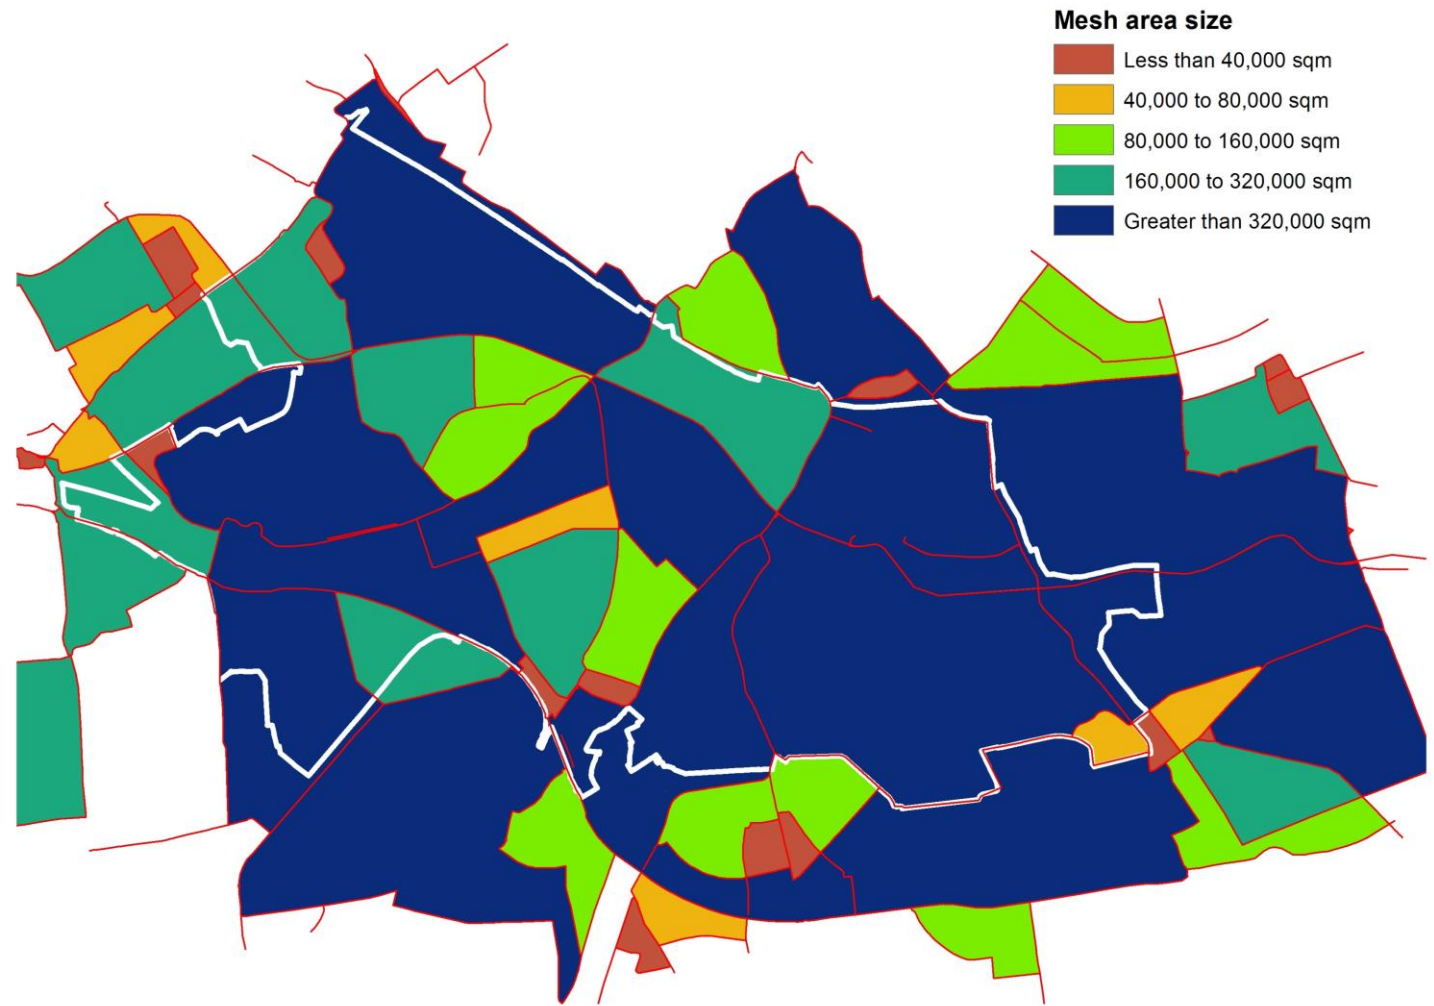 Mesh area size
Less than 40,000 sqm
40,000 to 80,000 sqm
80,000 to 160,000 sqm
160,000 to 320,000 sqm
Greater than 320,000 sqm